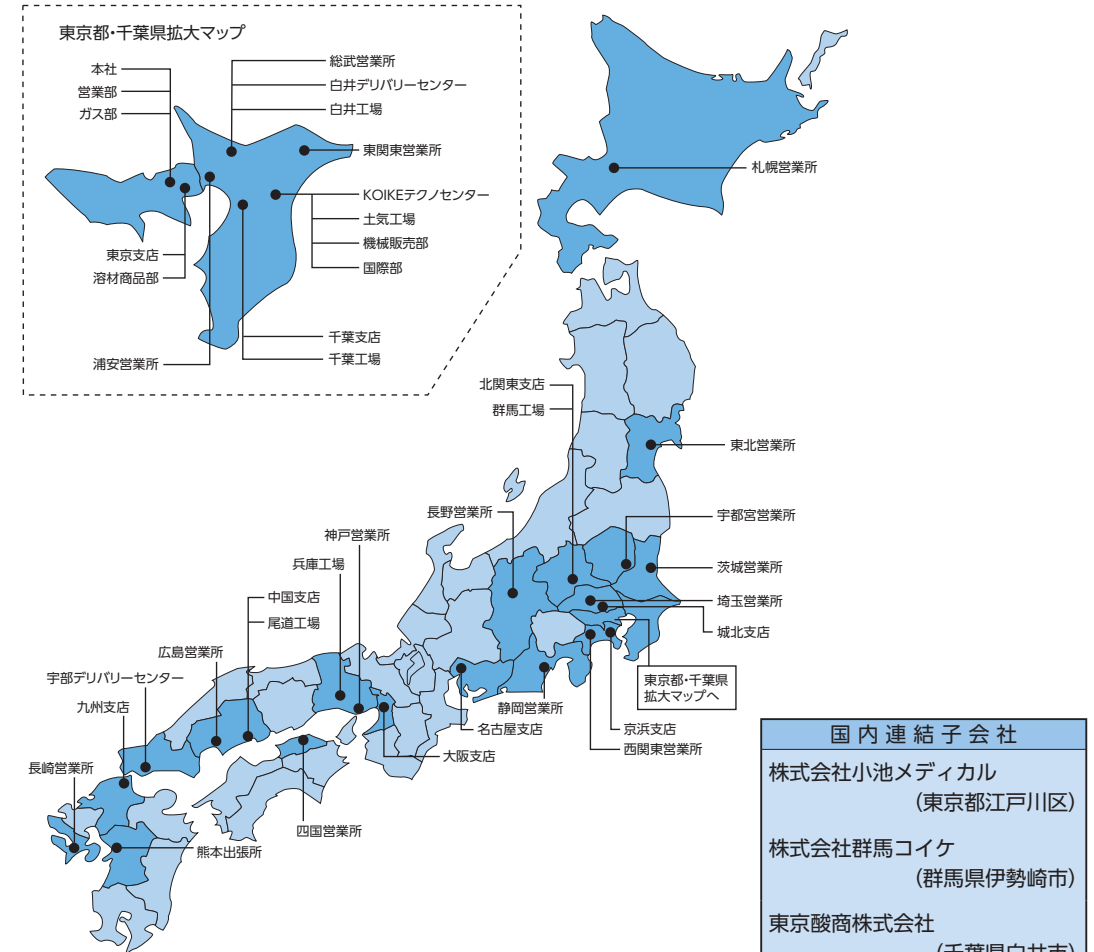 東京都・千葉県拡大マップ
本社
営業部
ガス部
総武営業所
白井デリバリーセンター
白井工場
東関東営業所
KOIKEテクノセンター
土気工場
機械販売部
国際部
東京支店
溶材商品部
千葉支店
千葉工場
浦安営業所
札幌営業所
北関東支店
群馬工場
東北営業所
長野営業所
宇都宮営業所
神戸営業所
兵庫工場
茨城営業所
中国支店
尾道工場
埼玉営業所
城北支店
広島営業所
宇部デリバリーセンター
九州支店
東京都・千葉県
拡大マップへ
静岡営業所
名古屋支店
京浜支店
西関東営業所
大阪支店
長崎営業所
四国営業所
熊本出張所
国内連結子会社
株式会社小池メディカル
(東京都江戸川区)
株式会社群馬コイケ
(群馬県伊勢崎市)
東京酸商株式会社
(千葉県白井市)